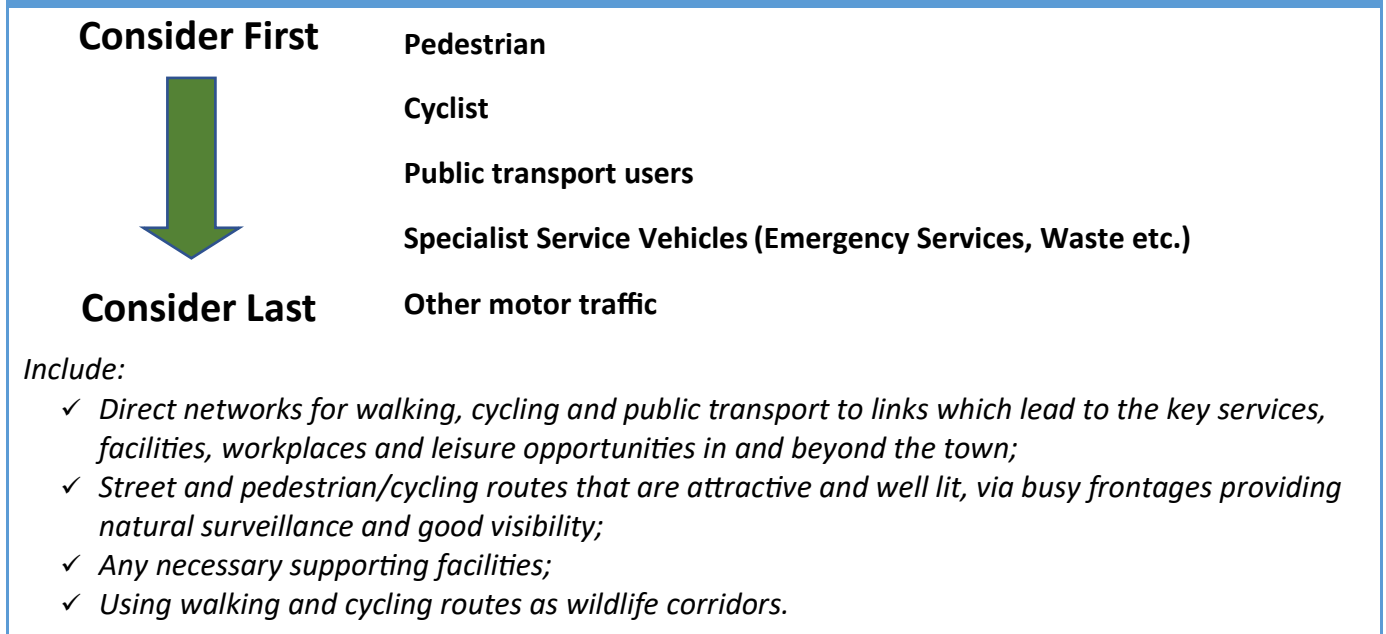 Consider First
Pedestrian
Cyclist
Public transport users
Specialist Service Vehicles (Emergency Services, Waste etc.)
Consider Last
Other motor traffic
Include:
✓ Direct networks for walking, cycling and public transport to links which lead to the key services,
facilities, workplaces and leisure opportunities in and beyond the town;
✓ Street and pedestrian/cycling routes that are attractive and well lit, via busy frontages providing
natural surveillance and good visibility;
✓ Any necessary supporting facilities;
✓ Using walking and cycling routes as wildlife corridors.